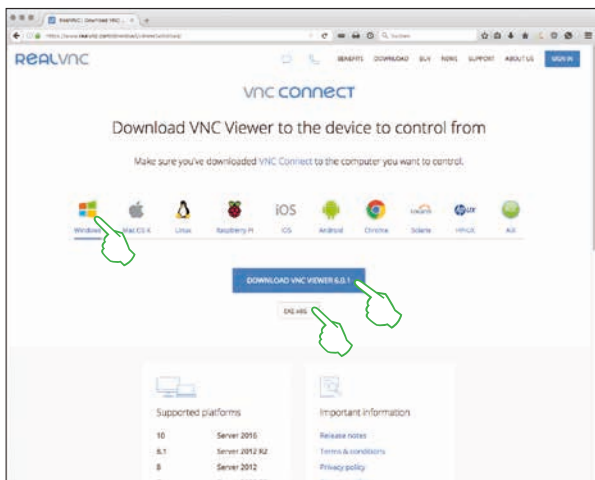 REALVNC
BENEFITS DOWNLOAD BUY NEWS SUPPORT ABOUT US SIGN IN
VNC CONNECT
Download VNC Viewer to the device to control from
Make sure you've downloaded VNC Connect to the computer you want to control.
iOS
Windows Mac OS X Linux Raspberry Pi iOS Android Chrome Solaris HP-UX AIX
DOWNLOAD VNC VIEWER 6.0.1
EXE x86
Supported platforms Important information
10 Server 2016 Release notes
8.1 Server 2012 R2 Terms & conditions
8 Server 2012 Privacy policy